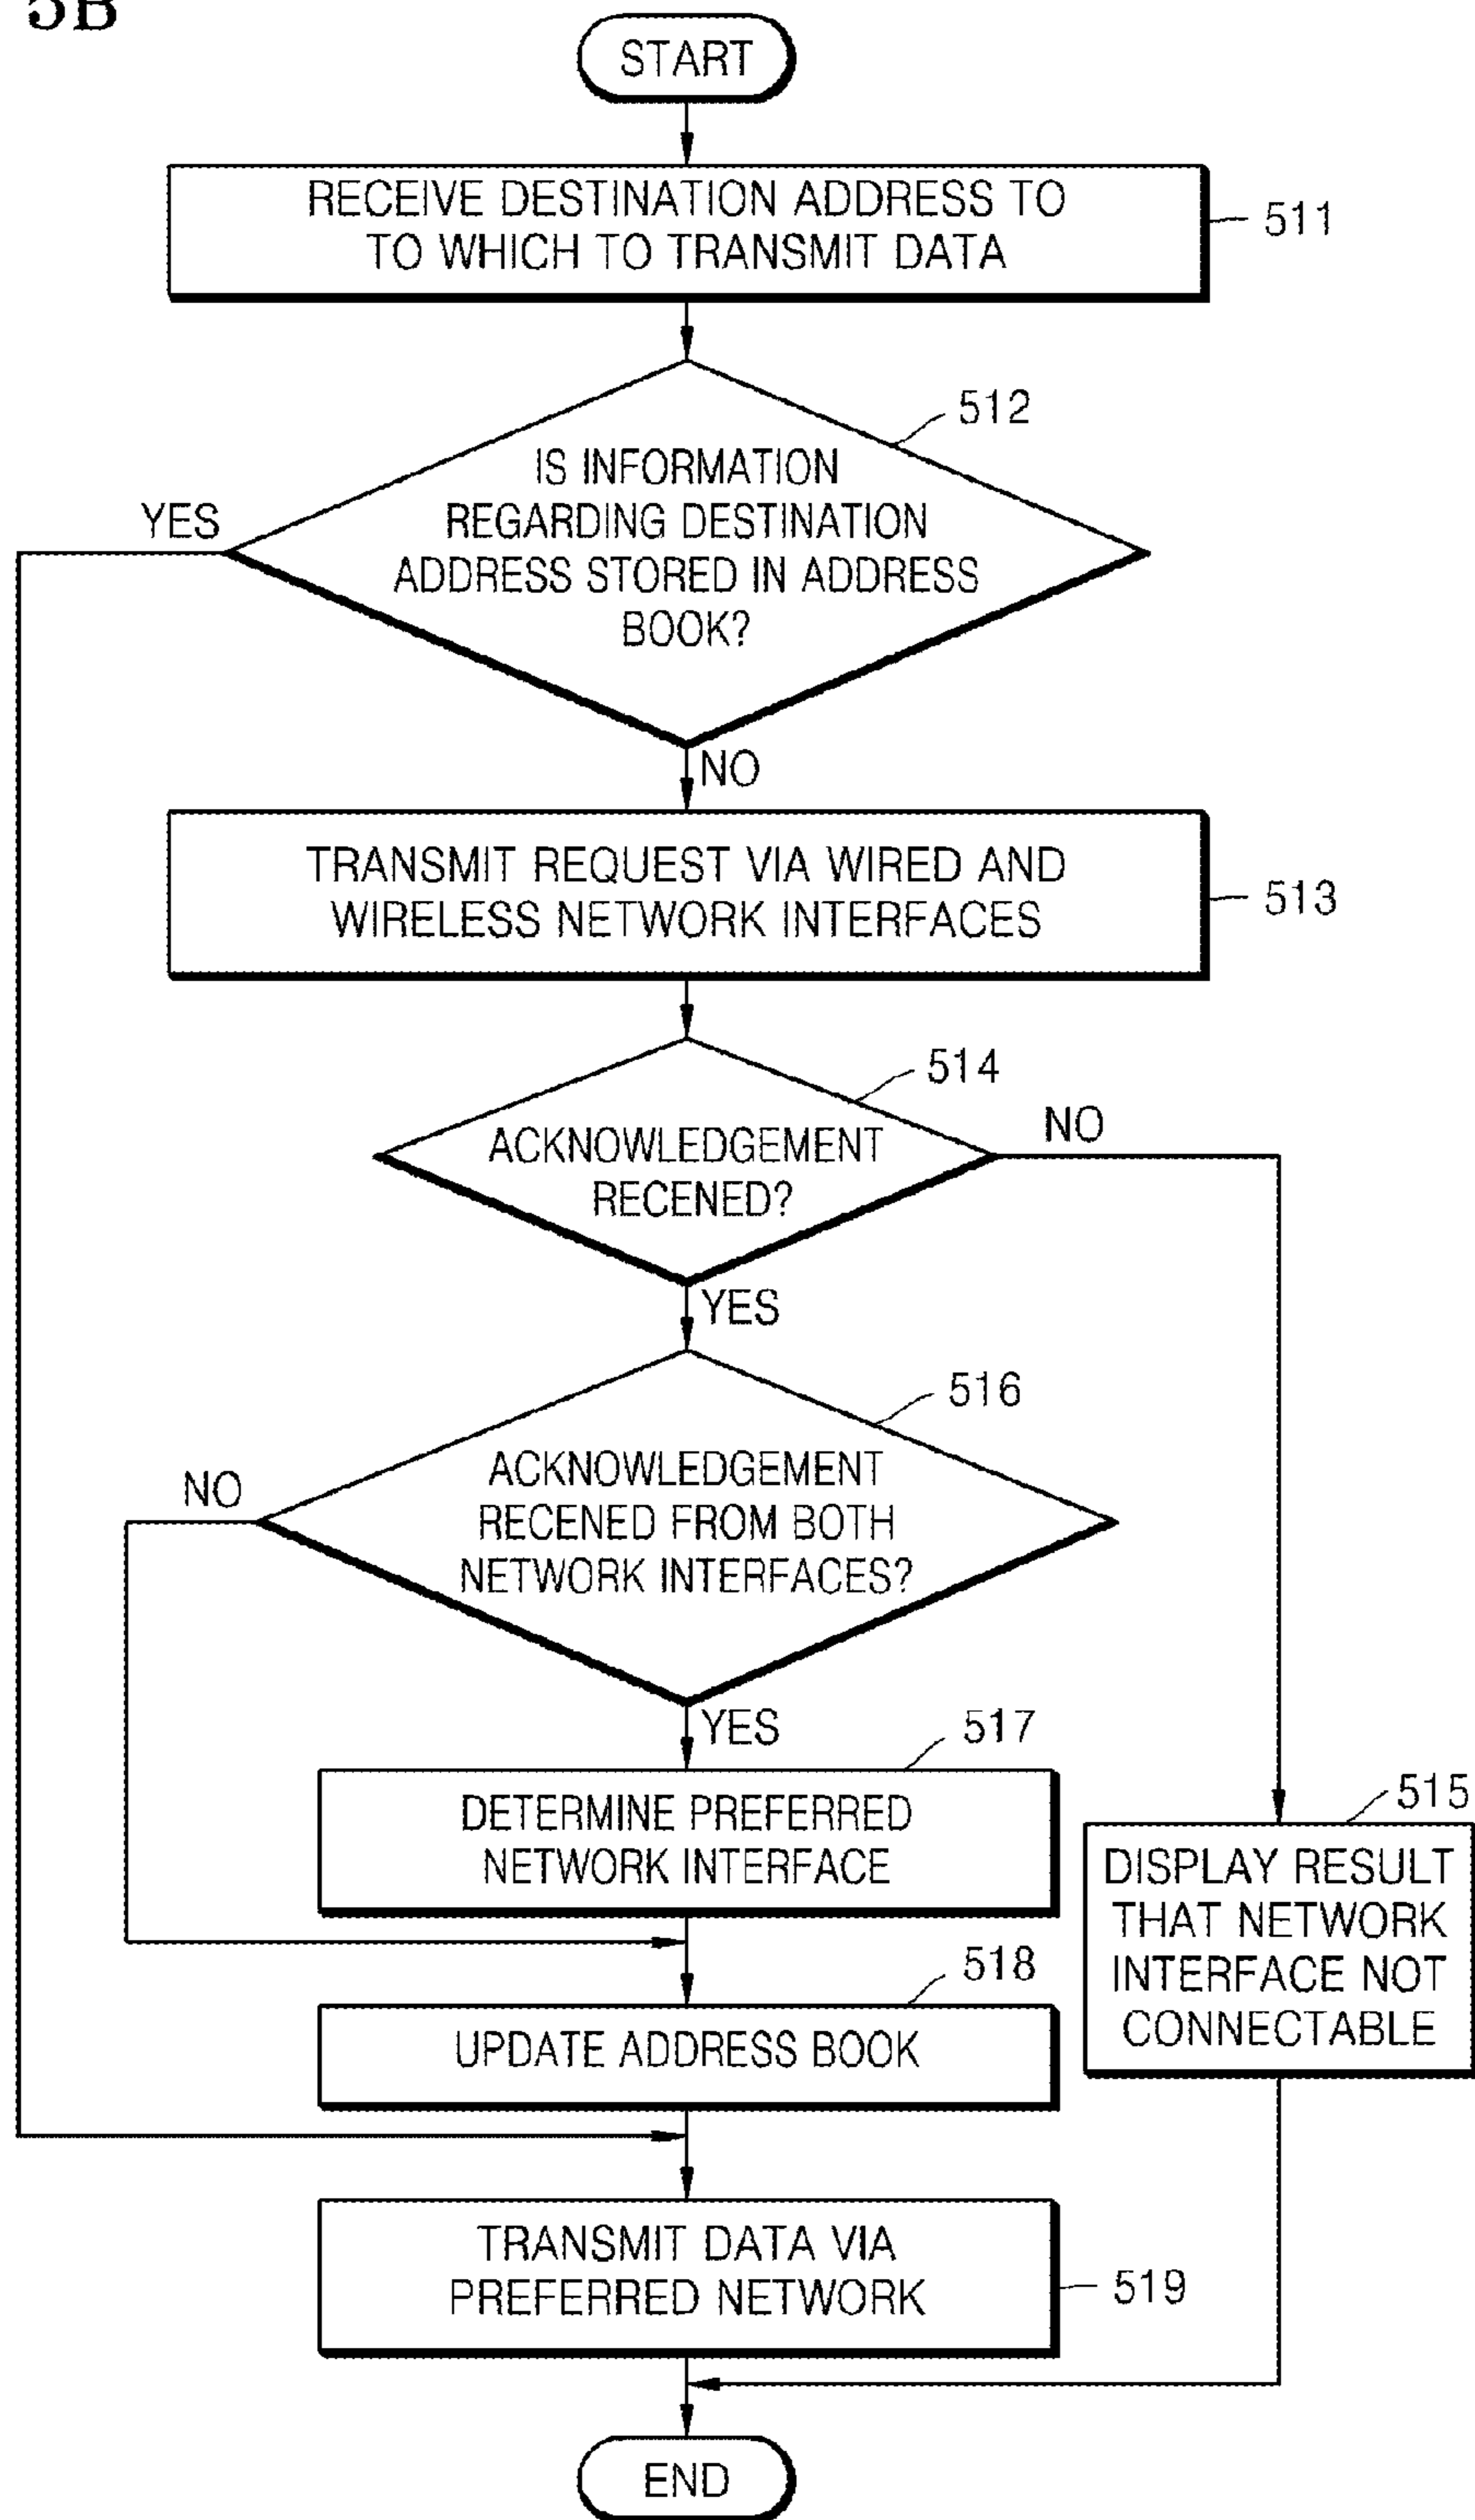 5B
START
RECEIVE DESTINATION ADDRESS TO
TO WHICH TO TRANSMIT DATA
511
512
IS INFORMATION
REGARDING DESTINATION
ADDRESS STORED IN ADDRESS
BOOK?
YES
NO
TRANSMIT REQUEST VIA WIRED AND
WIRELESS NETWORK INTERFACES
513
514
ACKNOWLEDGEMENT
RECENED?
NO
YES
516
ACKNOWLEDGEMENT
RECENED FROM BOTH
NETWORK INTERFACES?
NO
YES
517
DETERMINE PREFERRED
NETWORK INTERFACE
515
DISPLAY RESULT
THAT NETWORK
INTERFACE NOT
CONNECTABLE
518
UPDATE ADDRESS BOOK
TRANSMIT DATA VIA
PREFERRED NETWORK
519
END